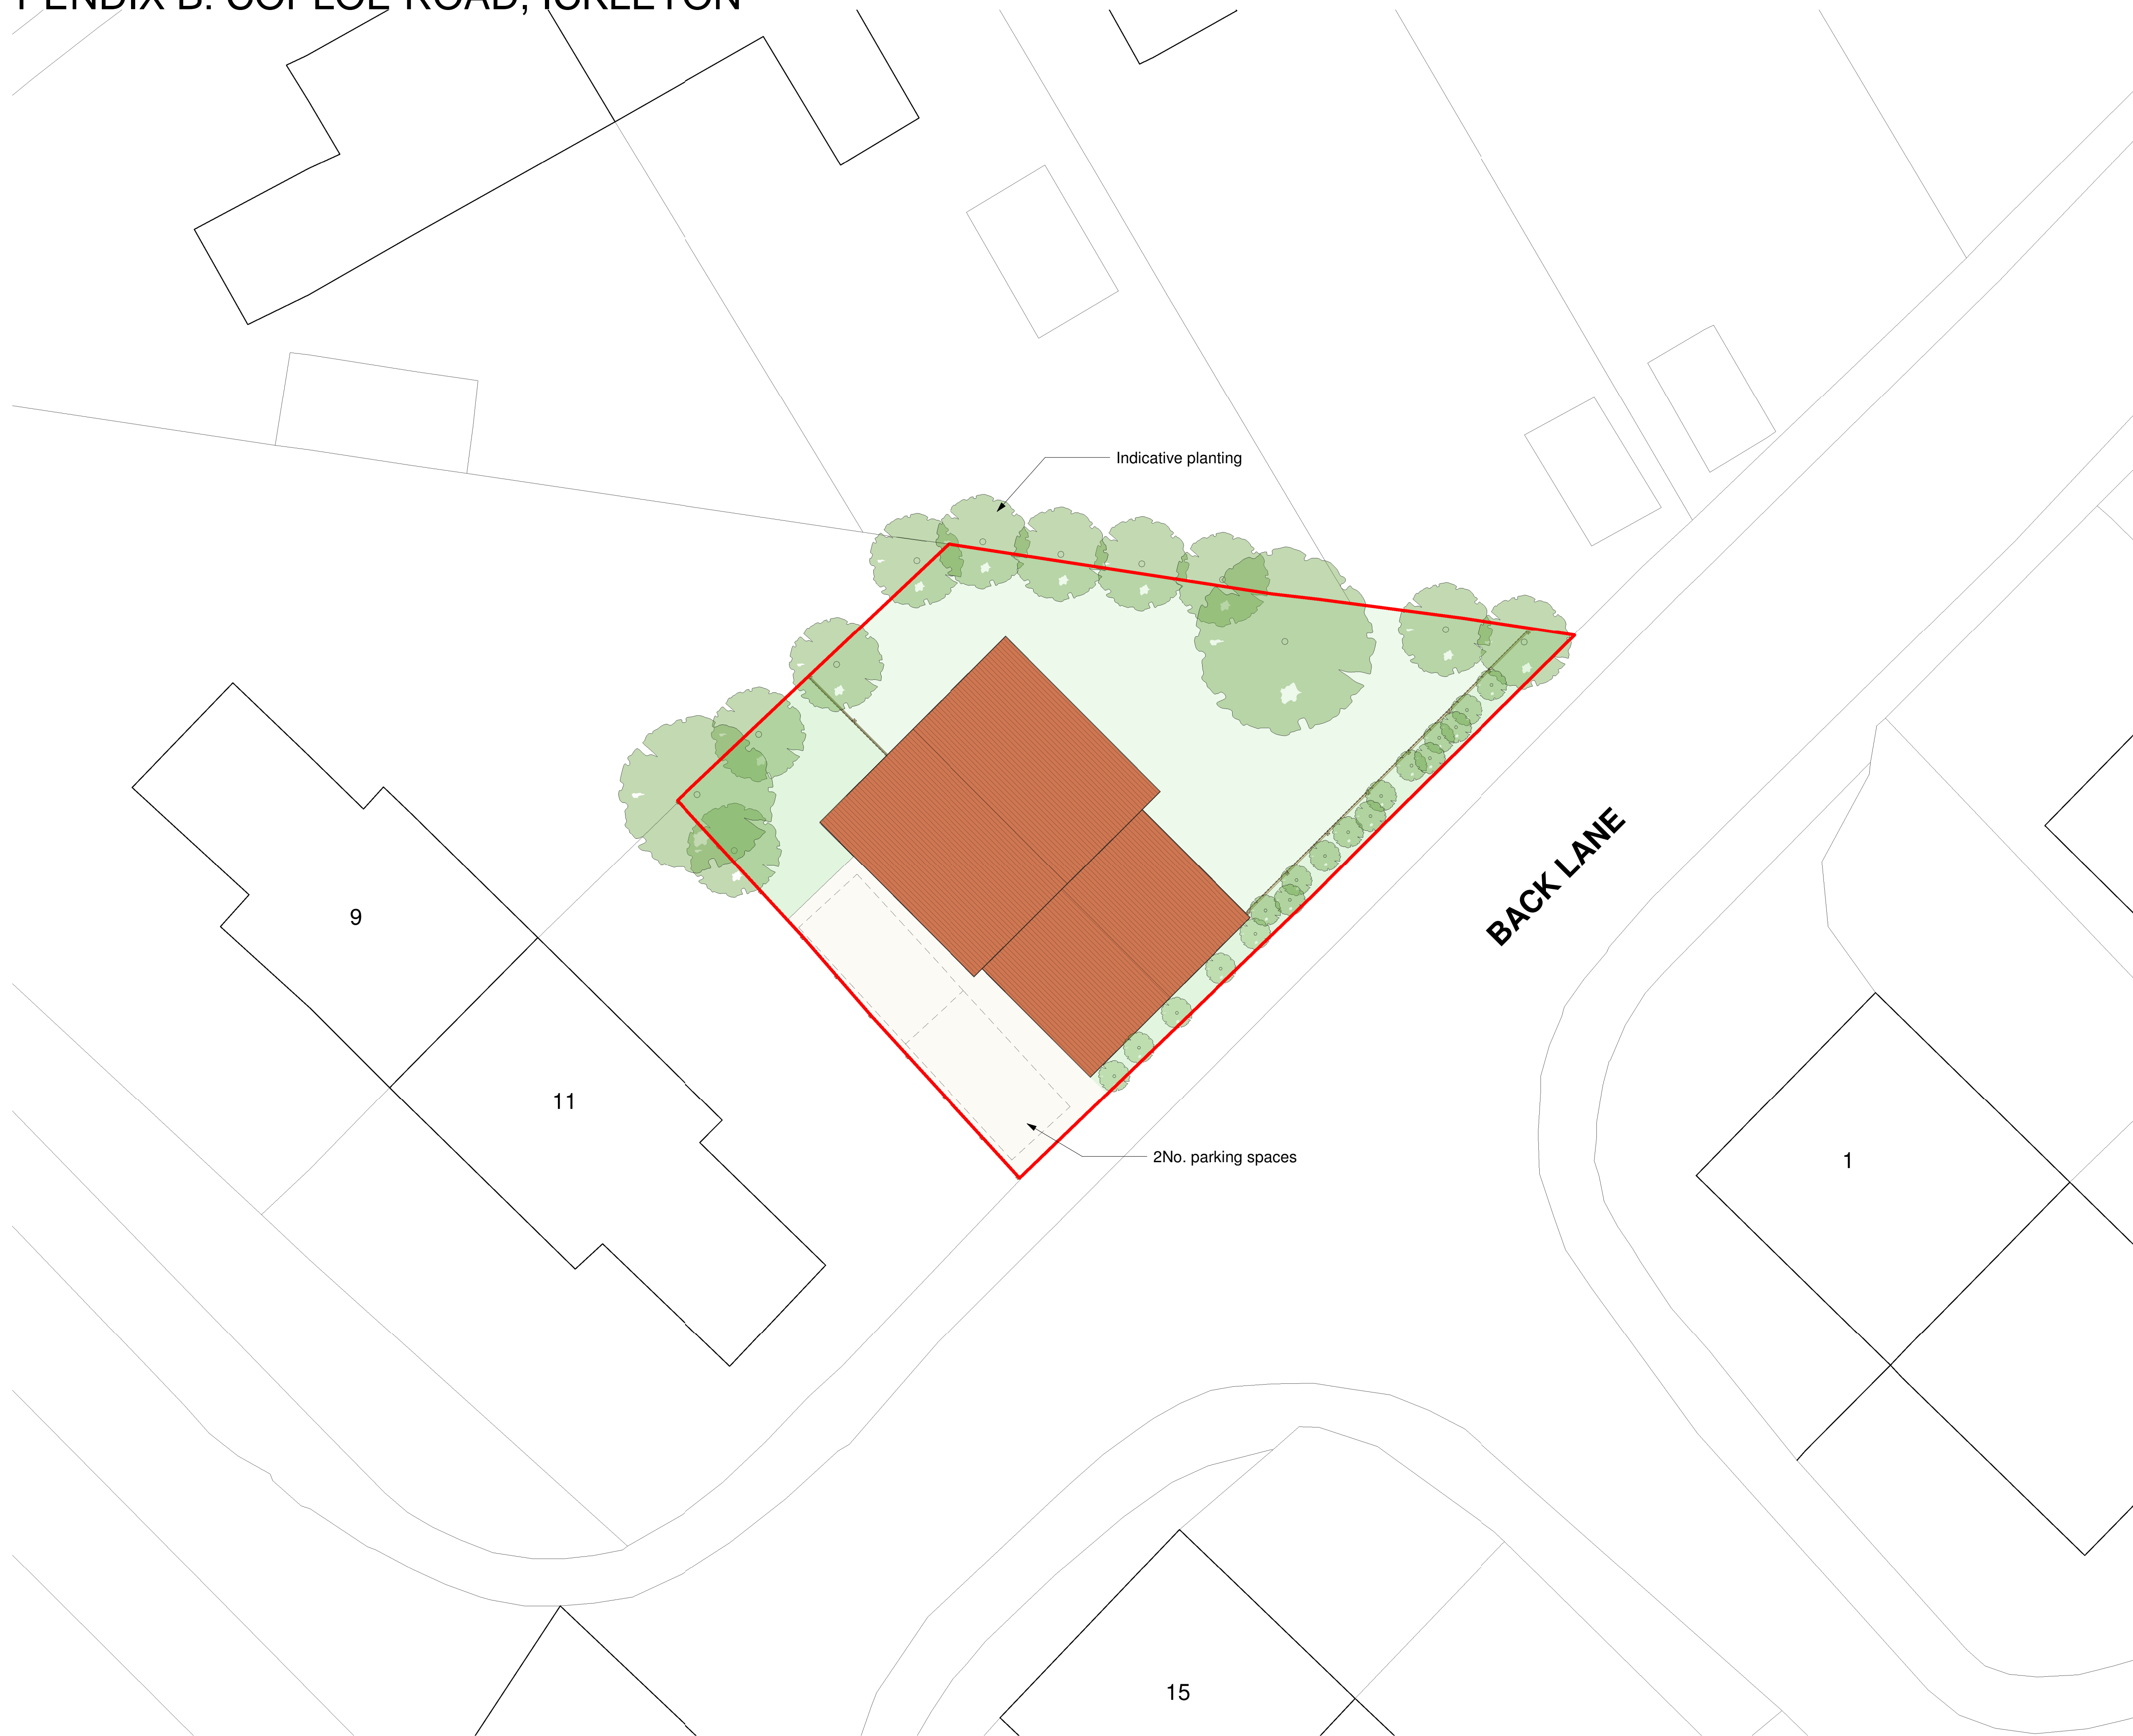 Indicative planting
BACK LANE
9
11
1
2No. parking spaces
15